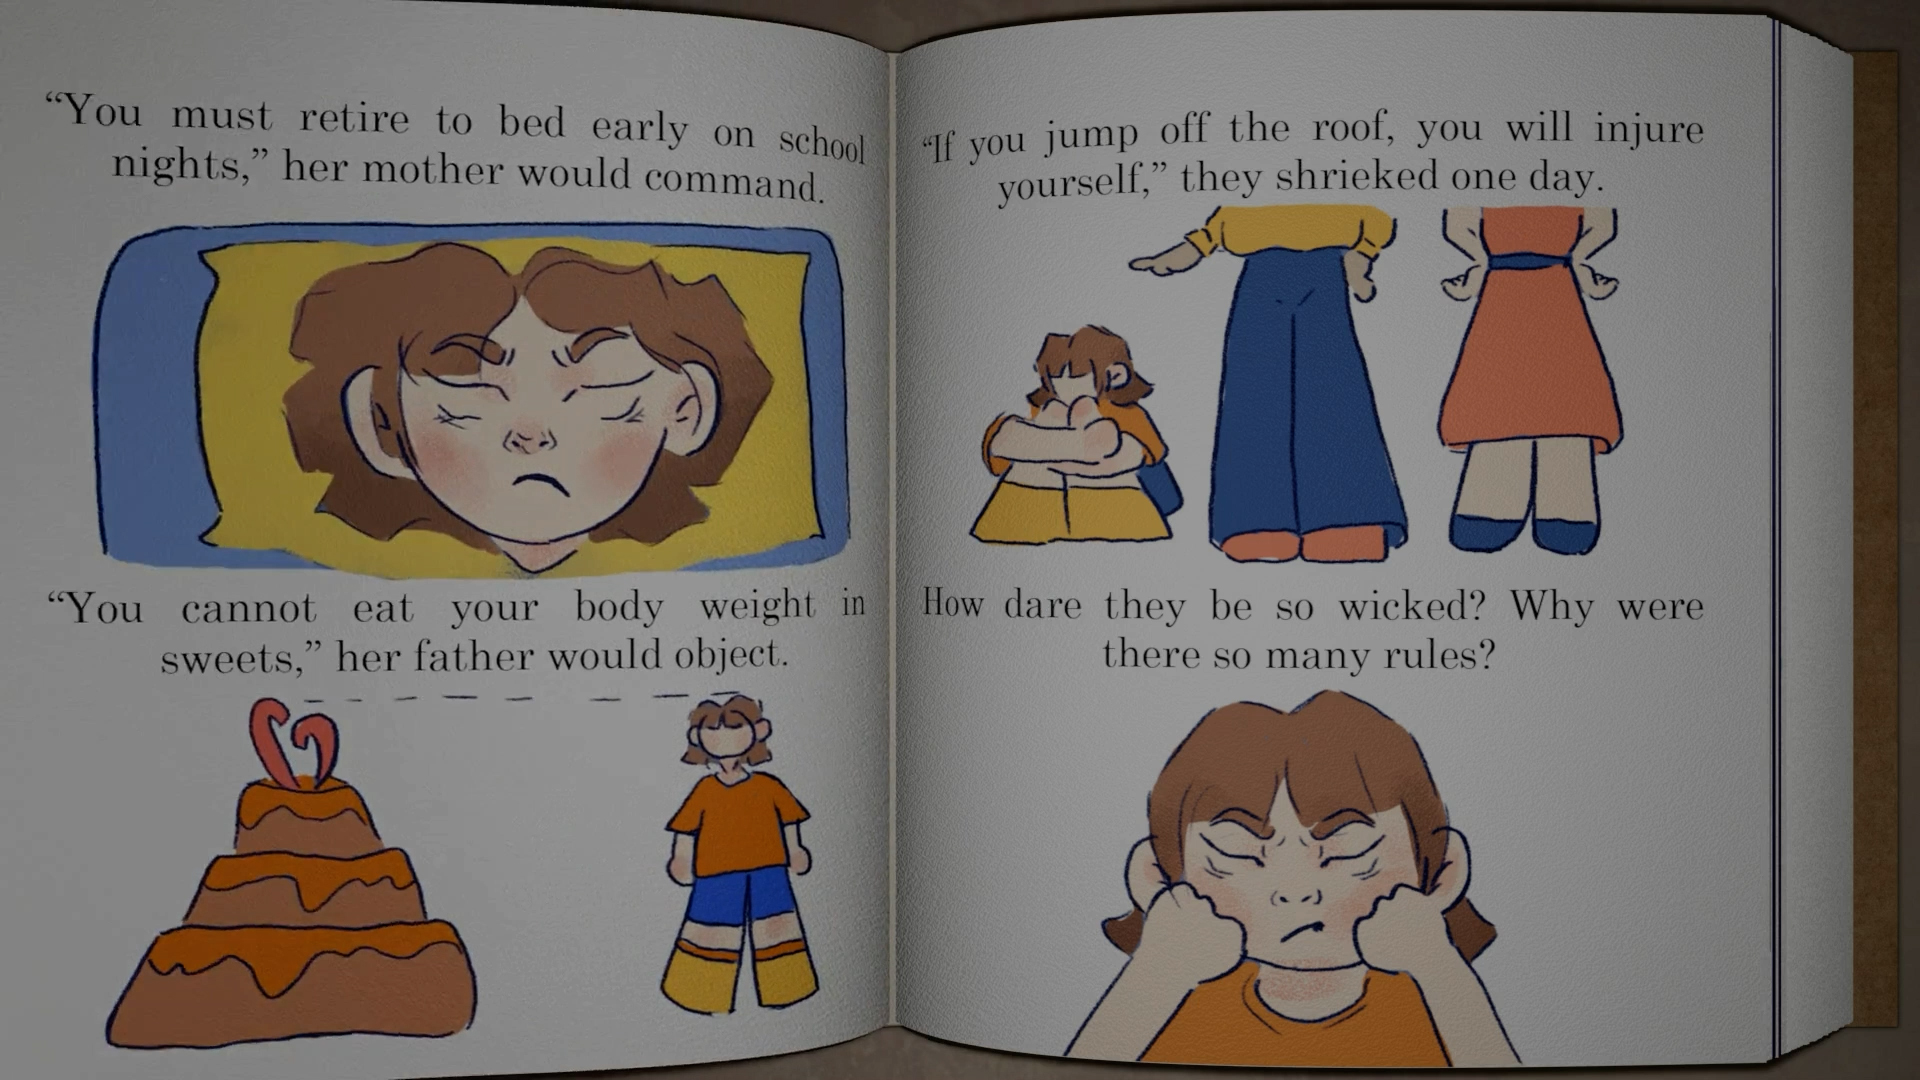 “You must retire to bed early on school
nights,” her mother would command.
“You cannot eat your body weight in
sweets,” her father would object.
“If you jump off the roof, you will injure
yourself,” they shrieked one day.
How dare they be so wicked? Why were
there so many rules?